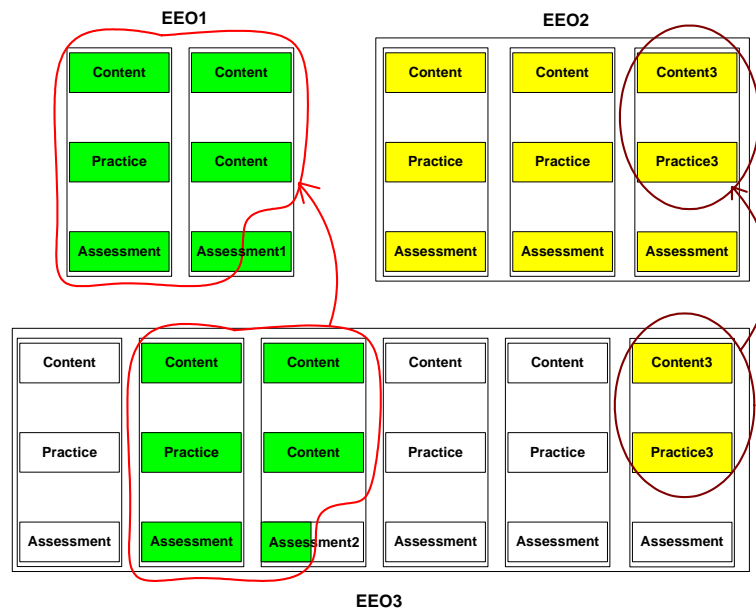 EEO1
EEO2
Content
Content
Content
Content
Content3
Practice
Content
Practice
Practice
Practice3
Assessment
Assessment1
Assessment
Assessment
Assessment
Content
Content
Content
Content
Content
Content3
Practice
Practice
Content
Practice
Practice
Practice3
Assessment
Assessment
Assessment2
Assessment
Assessment
Assessment
EEO3